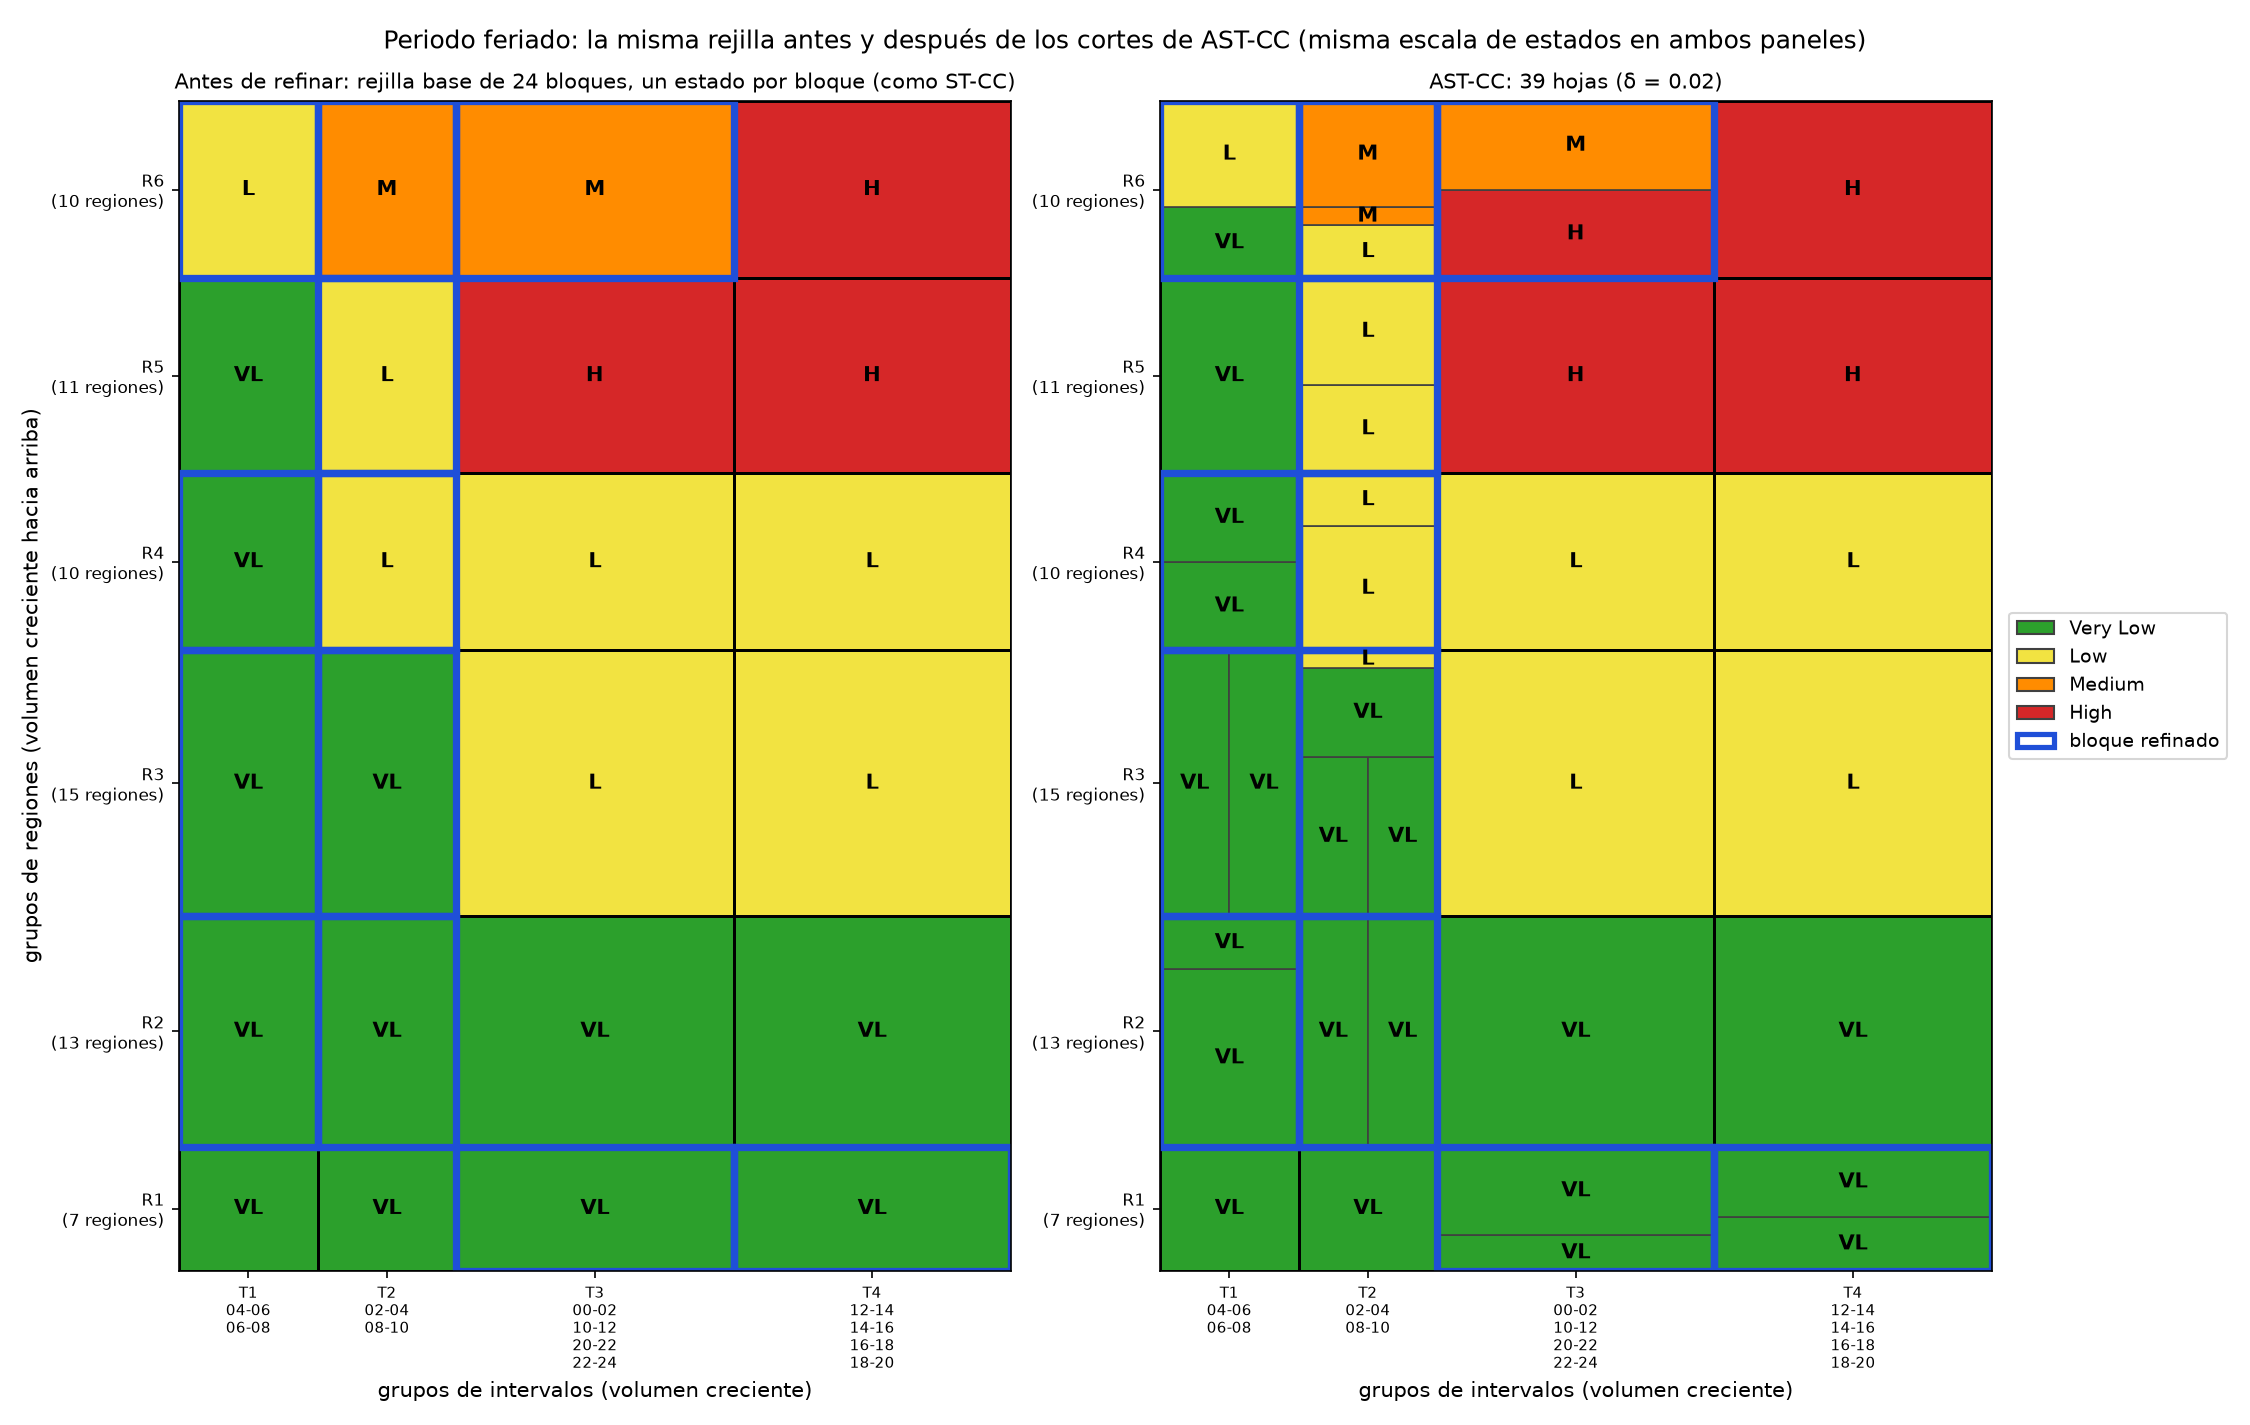 Periodo feriado: la misma rejilla antes y después de los cortes de AST-CC (misma escala de estados en ambos paneles)
Antes de refinar: rejilla base de 24 bloques, un estado por bloque (como ST-CC)
grupos de regiones (volumen creciente hacia arriba)
R6
(10 regiones)
L
M
M
H
R5
(11 regiones)
VL
L
H
H
R4
(10 regiones)
VL
L
L
L
R3
(15 regiones)
VL
VL
L
L
R2
(13 regiones)
VL
VL
VL
VL
R1
(7 regiones)
VL
VL
VL
VL
T1
04-06
06-08
T2
02-04
08-10
T3
00-02
10-12
20-22
22-24
T4
12-14
14-16
16-18
18-20
grupos de intervalos (volumen creciente)
AST-CC: 39 hojas (δ = 0.02)
R6
(10 regiones)
L
VL
M
M
L
M
H
H
R5
(11 regiones)
VL
L
L
H
H
R4
(10 regiones)
VL
VL
L
L
L
L
R3
(15 regiones)
VL
VL
L
VL
VL
VL
L
L
R2
(13 regiones)
VL
VL
VL
VL
VL
VL
R1
(7 regiones)
VL
VL
VL
VL
VL
VL
T1
04-06
06-08
T2
02-04
08-10
T3
00-02
10-12
20-22
22-24
T4
12-14
14-16
16-18
18-20
grupos de intervalos (volumen creciente)
Very Low
Low
Medium
High
bloque refinado